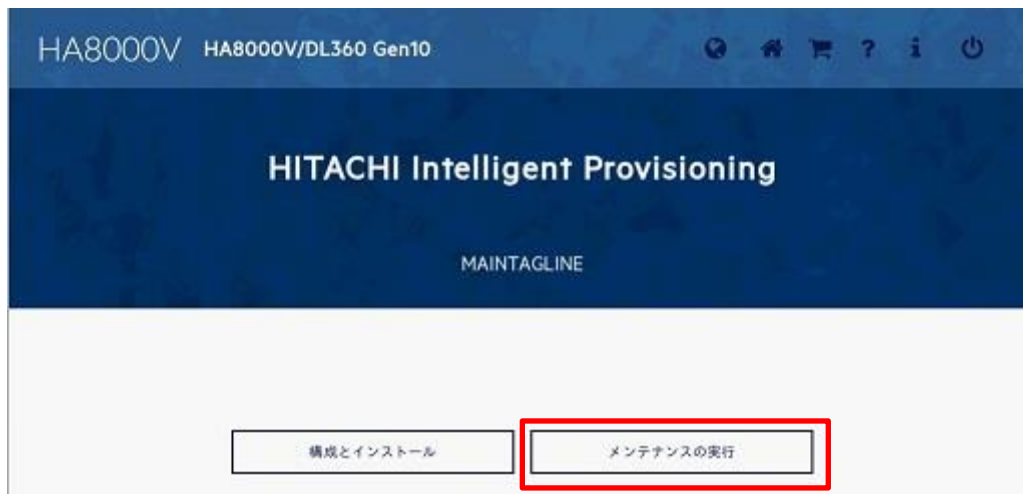 HA8000V HA8000V/DL360 Gen10 ? i
HITACHI Intelligent Provisioning
MAINTAGLINE
構成とインストール メンテナンスの実行